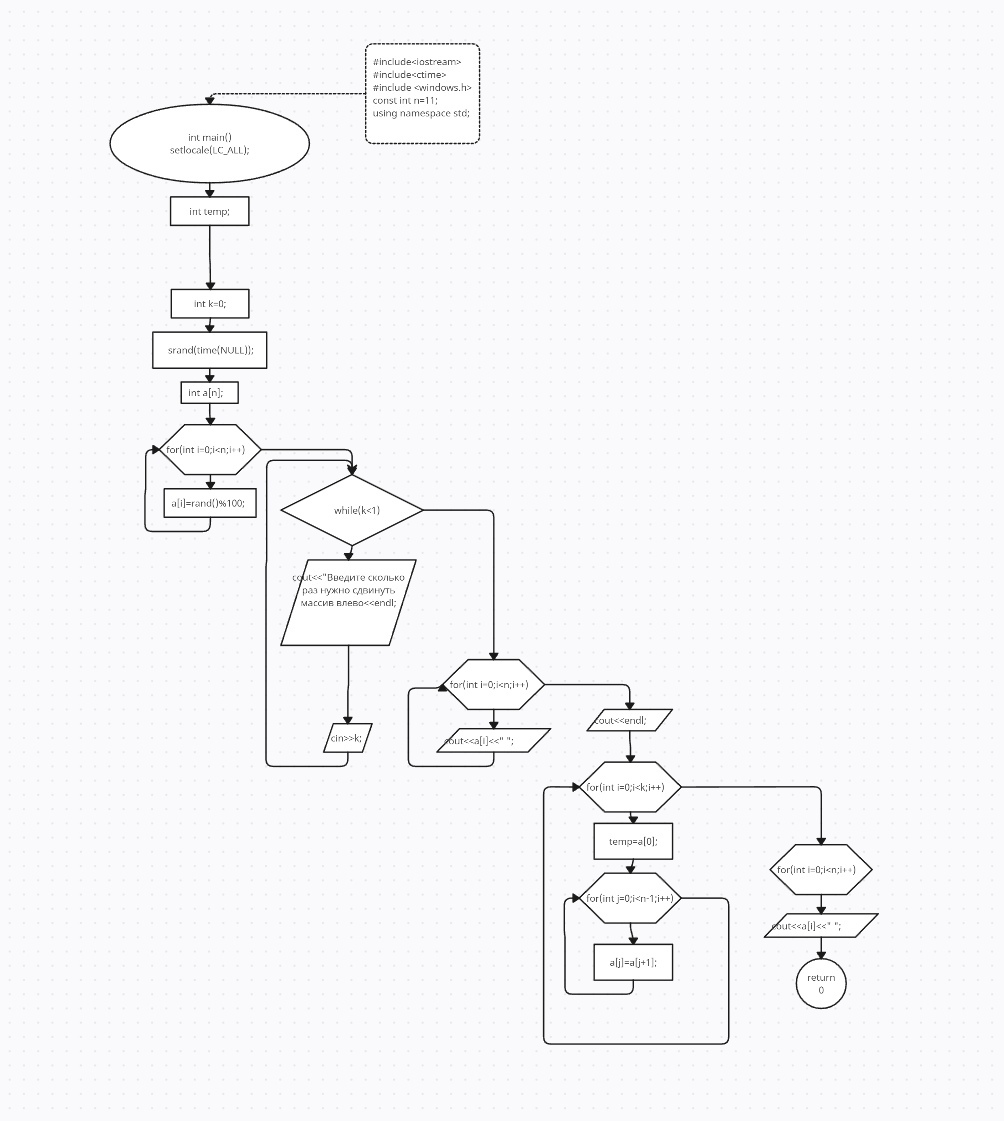 #include<iostream>
#include<ctime>
#include <windows.h>
const int n=11;
using namespace std;
int main()
setlocale(LC_ALL);
int temp;
int k=0;
srand(time(NULL));
int a[n];
for(int i=0;i<n;i++)
a[i]=rand()%100;
while(k<1)
cout<<"Введите сколько
раз нужно сдвинуть
массив влево<<endl;
cin>>k;
for(int i=0;i<n;i++)
cout<<a[i]<<" ";
cout<<endl;
for(int i=0;i<k;i++)
temp=a[0];
for(int j=0;i<n-1;i++)
a[j]=a[j+1];
for(int i=0;i<n;i++)
cout<<a[i]<<" ";
return
0